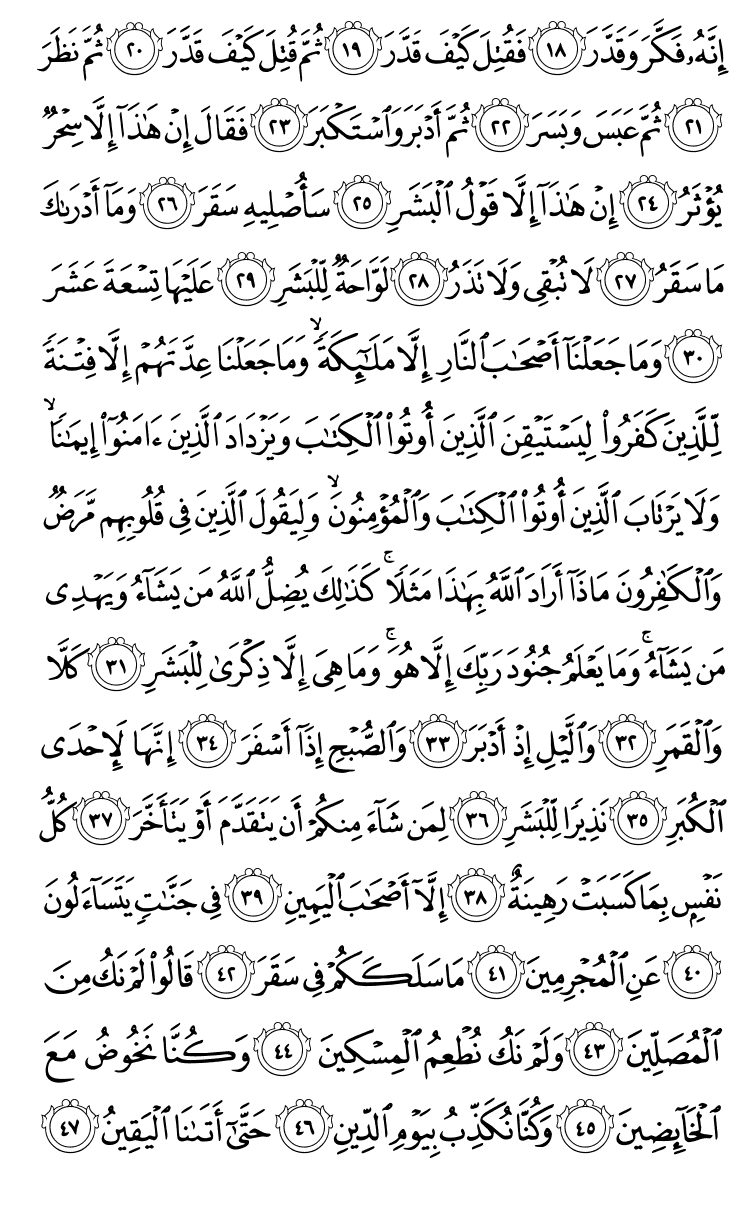 إِنَّهُۥ فَكَّرَ وَقَدَّرَ ١٨ فَقُتِلَ كَيْفَ قَدَّرَ ١٩ ثُمَّ قُتِلَ كَيْفَ قَدَّرَ ٢٠ ثُمَّ نَظَرَ
٢١ ثُمَّ عَبَسَ وَبَسَرَ ٢٢ ثُمَّ أَدْبَرَ وَٱسْتَكْبَرَ ٢٣ فَقَالَ إِنْ هَٰذَآ إِلَّا سِحْرٌ
يُؤْثَرُ ٢٤ إِنْ هَٰذَآ إِلَّا قَوْلُ ٱلْبَشَرِ ٢٥ سَأُصْلِيهِ سَقَرَ ٢٦ وَمَآ أَدْرَىٰكَ
مَا سَقَرُ ٢٧ لَا تُبْقِى وَلَا تَذَرُ ٢٨ لَوَّاحَةٌ لِّلْبَشَرِ ٢٩ عَلَيْهَا تِسْعَةَ عَشَرَ
٣٠ وَمَا جَعَلْنَآ أَصْحَٰبَ ٱلنَّارِ إِلَّا مَلَٰٓئِكَةً ۙ وَمَا جَعَلْنَا عِدَّتَهُمْ إِلَّا فِتْنَةً
لِّلَّذِينَ كَفَرُوا۟ لِيَسْتَيْقِنَ ٱلَّذِينَ أُوتُوا۟ ٱلْكِتَٰبَ وَيَزْدَادَ ٱلَّذِينَ ءَامَنُوٓا۟ إِيمَٰنًا ۙ
وَلَا يَرْتَابَ ٱلَّذِينَ أُوتُوا۟ ٱلْكِتَٰبَ وَٱلْمُؤْمِنُونَ ۙ وَلِيَقُولَ ٱلَّذِينَ فِى قُلُوبِهِم مَّرَضٌ
وَٱلْكَٰفِرُونَ مَاذَآ أَرَادَ ٱللَّهُ بِهَٰذَا مَثَلًا ۚ كَذَٰلِكَ يُضِلُّ ٱللَّهُ مَن يَشَآءُ وَيَهْدِى
مَن يَشَآءُ ۚ وَمَا يَعْلَمُ جُنُودَ رَبِّكَ إِلَّا هُوَ ۚ وَمَا هِىَ إِلَّا ذِكْرَىٰ لِلْبَشَرِ ٣١ كَلَّا
وَٱلْقَمَرِ ٣٢ وَٱلَّيْلِ إِذْ أَدْبَرَ ٣٣ وَٱلصُّبْحِ إِذَآ أَسْفَرَ ٣٤ إِنَّهَا لَإِحْدَى
ٱلْكُبَرِ ٣٥ نَذِيرًا لِّلْبَشَرِ ٣٦ لِمَن شَآءَ مِنكُمْ أَن يَتَقَدَّمَ أَوْ يَتَأَخَّرَ ٣٧ كُلُّ
نَفْسٍۭ بِمَا كَسَبَتْ رَهِينَةٌ ٣٨ إِلَّآ أَصْحَٰبَ ٱلْيَمِينِ ٣٩ فِى جَنَّٰتٍ يَتَسَآءَلُونَ
٤٠ عَنِ ٱلْمُجْرِمِينَ ٤١ مَا سَلَكَكُمْ فِى سَقَرَ ٤٢ قَالُوا۟ لَمْ نَكُ مِنَ
ٱلْمُصَلِّينَ ٤٣ وَلَمْ نَكُ نُطْعِمُ ٱلْمِسْكِينَ ٤٤ وَكُنَّا نَخُوضُ مَعَ
ٱلْخَآئِضِينَ ٤٥ وَكُنَّا نُكَذِّبُ بِيَوْمِ ٱلدِّينِ ٤٦ حَتَّىٰٓ أَتَىٰنَا ٱلْيَقِينُ ٤٧